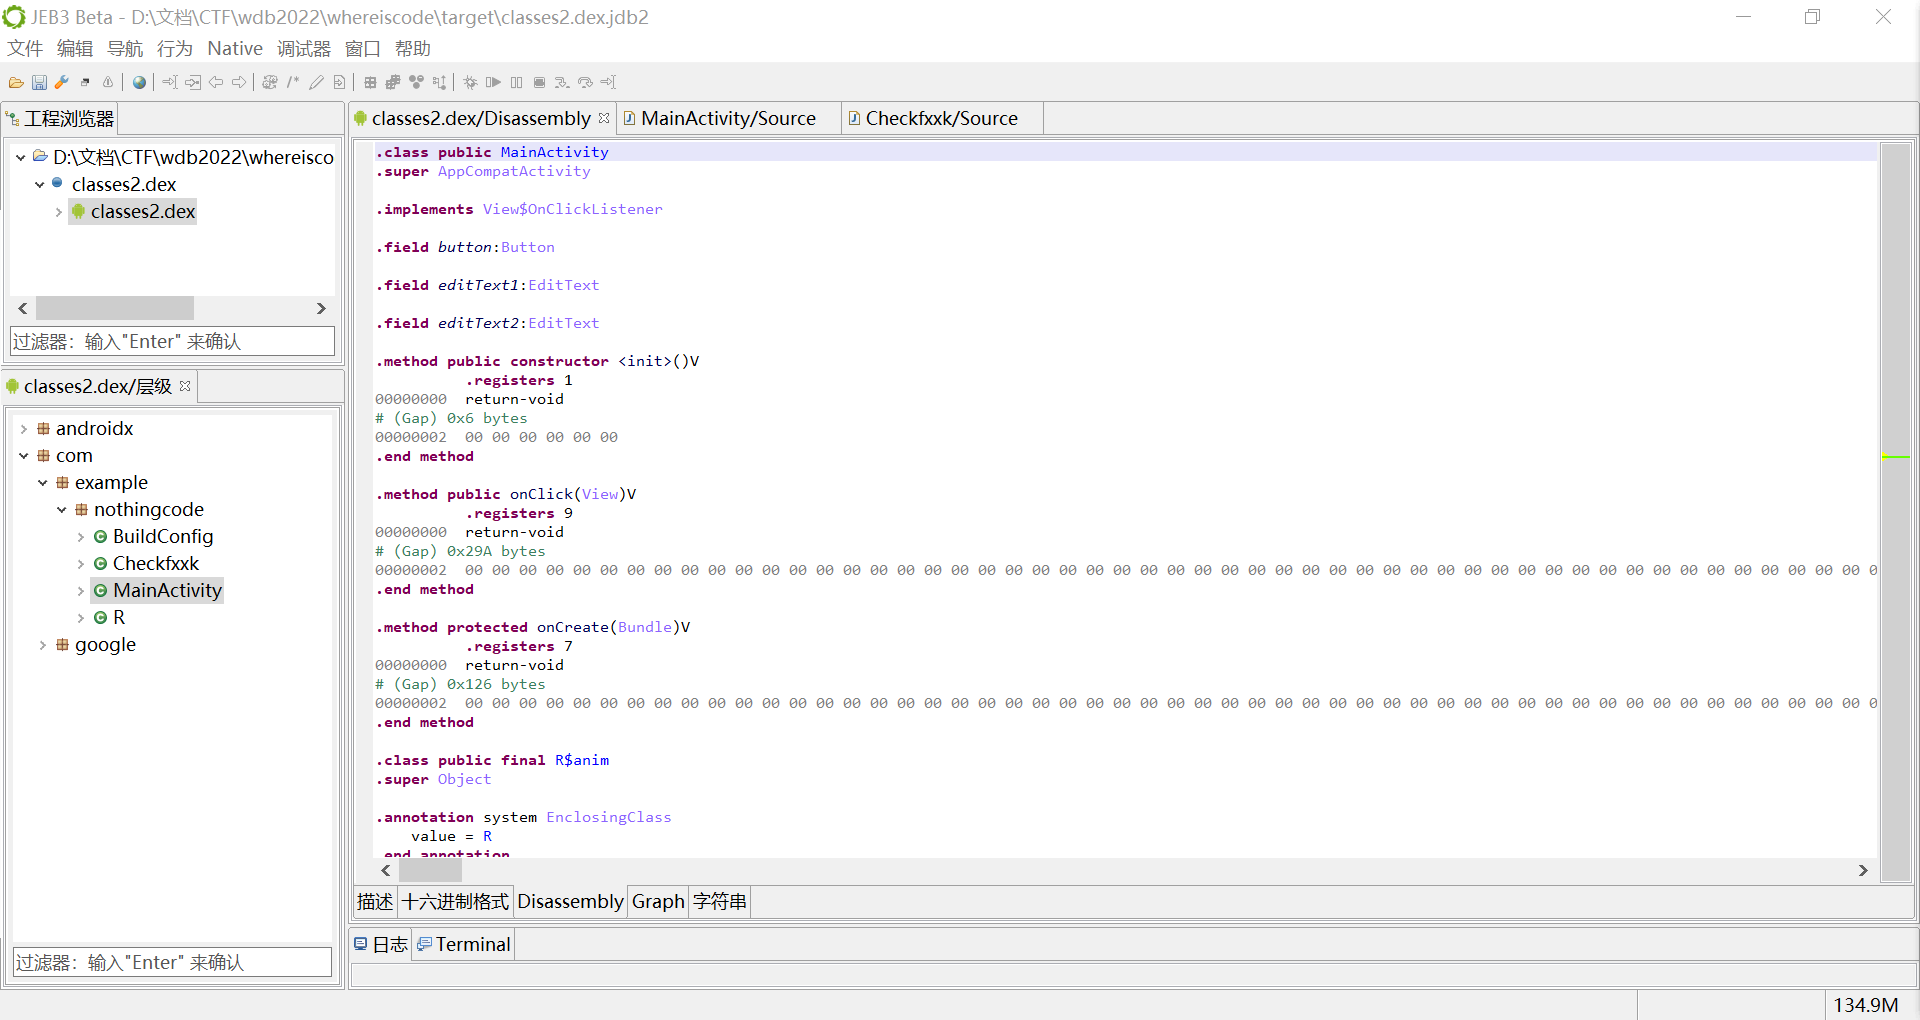 JEB3 Beta - D:\文档\CTF\wdb2022\whereiscode\target\classes2.dex.jdb2
文件 编辑 导航 行为 Native 调试器 窗口 帮助
工程浏览器
D:\文档\CTF\wdb2022\whereisco
classes2.dex
classes2.dex
过滤器: 输入"Enter" 来确认
classes2.dex/层级
androidx
com
example
nothingcode
BuildConfig
Checkfxxk
MainActivity
R
google
过滤器: 输入"Enter" 来确认
classes2.dex/Disassembly MainActivity/Source Checkfxxk/Source
.class public MainActivity
.super AppCompatActivity
.implements View$OnClickListener
.field button:Button
.field editText1:EditText
.field editText2:EditText
.method public constructor <init>()V
.registers 1
00000000 return-void
# (Gap) 0x6 bytes
00000002 00 00 00 00 00 00
.end method
.method public onClick(View)V
.registers 9
00000000 return-void
# (Gap) 0x29A bytes
00000002 00 00 00 00 00 00 00 00 00 00 00 00 00 00 00 00 00 00 00 00 00 00 00 00 00 00 00 00 00 00 00 00 00 00 00 00 00 00 00 00 00 00 00 00 00 00 00 00 00 00 00 00 0
.end method
.method protected onCreate(Bundle)V
.registers 7
00000000 return-void
# (Gap) 0x126 bytes
00000002 00 00 00 00 00 00 00 00 00 00 00 00 00 00 00 00 00 00 00 00 00 00 00 00 00 00 00 00 00 00 00 00 00 00 00 00 00 00 00 00 00 00 00 00 00 00 00 00 00 00 00 00 0
.end method
.class public final R$anim
.super Object
.annotation system EnclosingClass
value = R
.end annotation
描述 十六进制格式 Disassembly Graph 字符串
日志 Terminal
134.9M